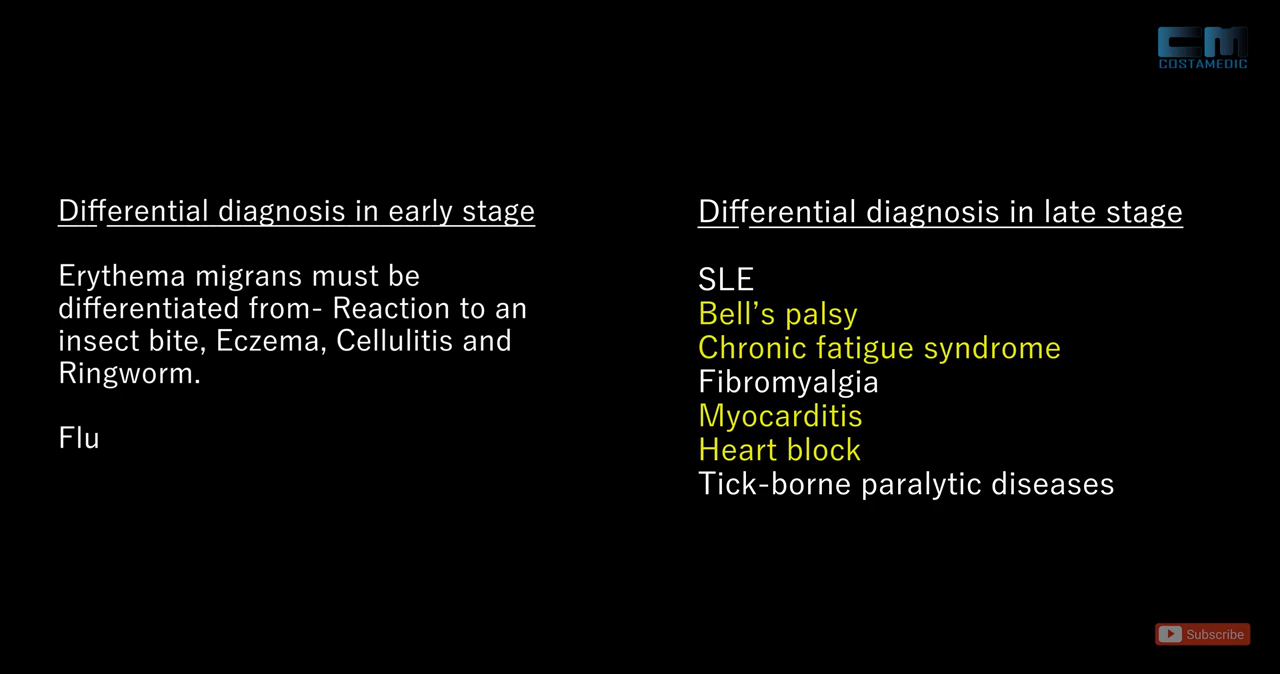 CM
COSTAMEDIC
Differential diagnosis in early stage
Erythema migrans must be
differentiated from- Reaction to an
insect bite, Eczema, Cellulitis and
Ringworm.
Flu
Differential diagnosis in late stage
SLE
Bell’s palsy
Chronic fatigue syndrome
Fibromyalgia
Myocarditis
Heart block
Tick-borne paralytic diseases
Subscribe